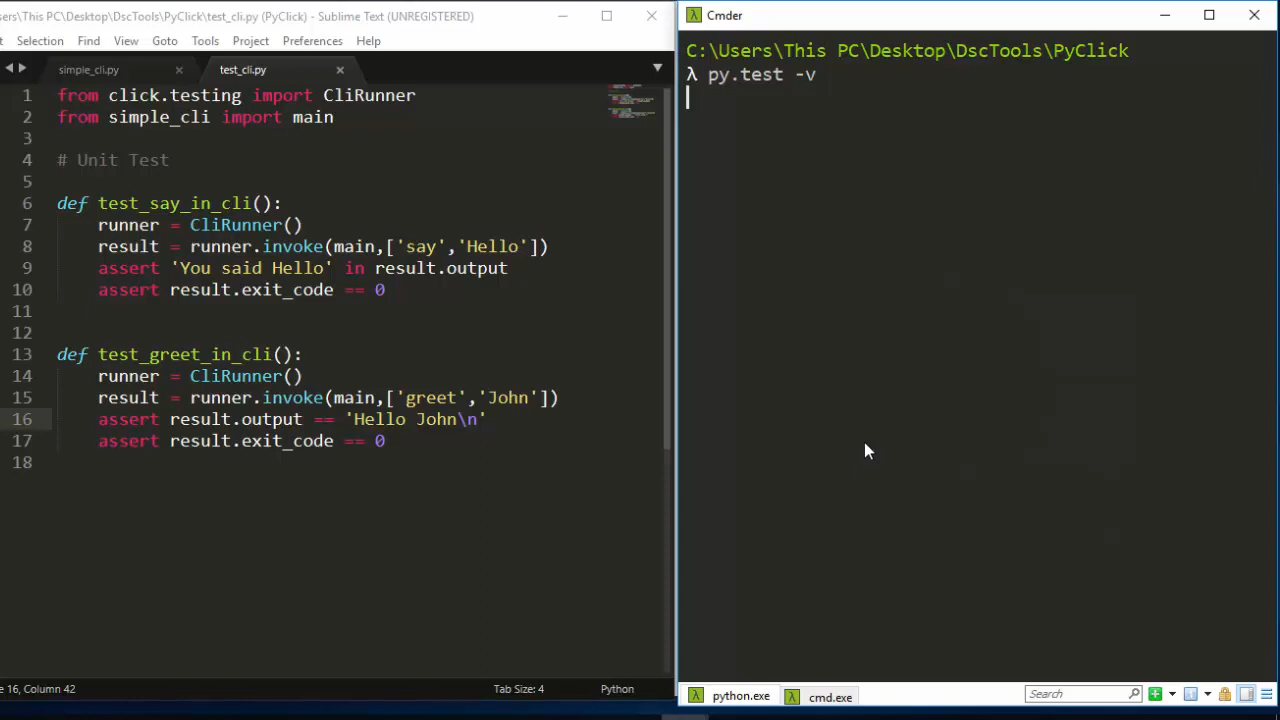 ers\This PC\Desktop\DscTools\PyClick\test_cli.py (PyClick) - Sublime Text (UNREGISTERED)
t Selection Find View Goto Tools Project Preferences Help
simple_cli.py
test_cli.py
1 from click.testing import CliRunner
2 from simple_cli import main
3
4 # Unit Test
5
6 def test_say_in_cli():
7 runner = CliRunner()
8 result = runner.invoke(main,['say','Hello'])
9 assert 'You said Hello' in result.output
10 assert result.exit_code == 0
11
12
13 def test_greet_in_cli():
14 runner = CliRunner()
15 result = runner.invoke(main,['greet','John'])
16 assert result.output == 'Hello John\n'
17 assert result.exit_code == 0
18
e 16, Column 42
Tab Size: 4
Python
λ Cmder
C:\Users\This PC\Desktop\DscTools\PyClick
λ py.test -v
λ python.exe
λ cmd.exe
Search